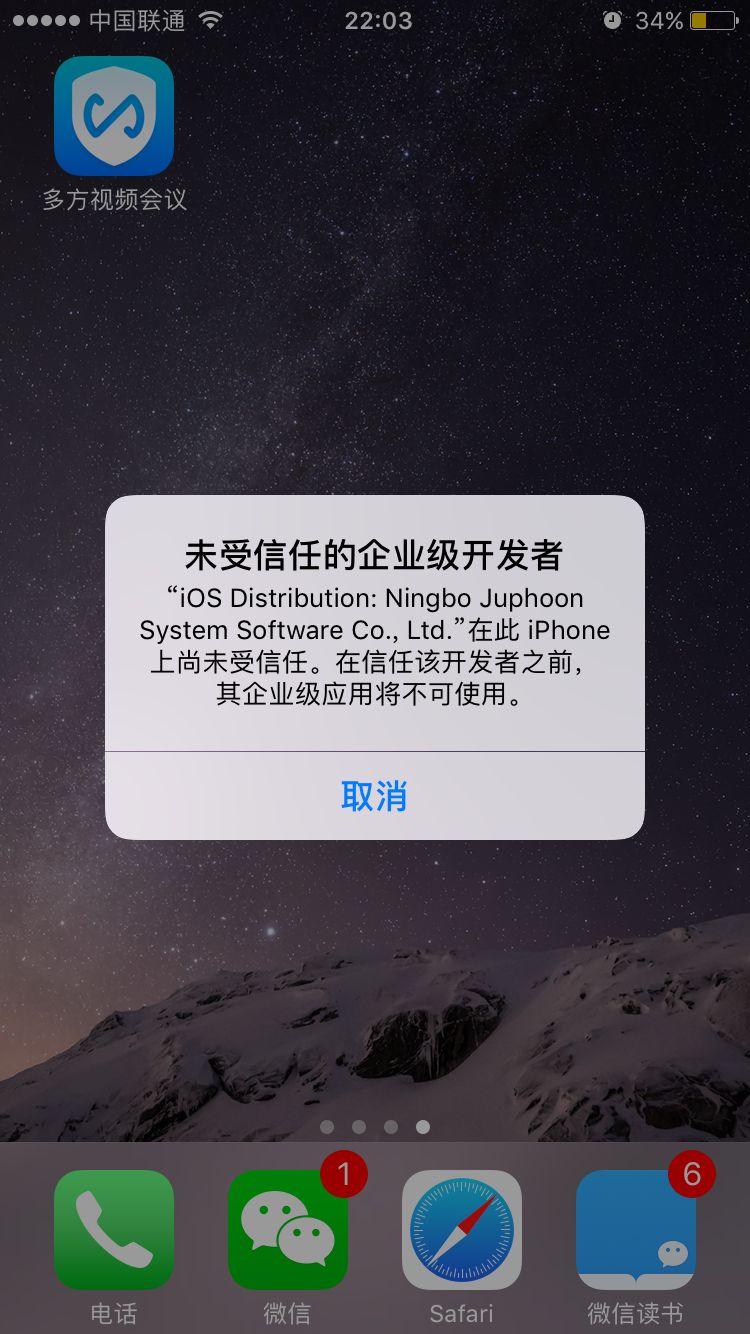 中国联通
22:03
34%
多方视频会议
未受信任的企业级开发者
“iOS Distribution: Ningbo Juphoon
System Software Co., Ltd.”在此 iPhone
上尚未受信任。在信任该开发者之前，
其企业级应用将不可使用。
取消
1
6
电话
微信
Safari
微信读书